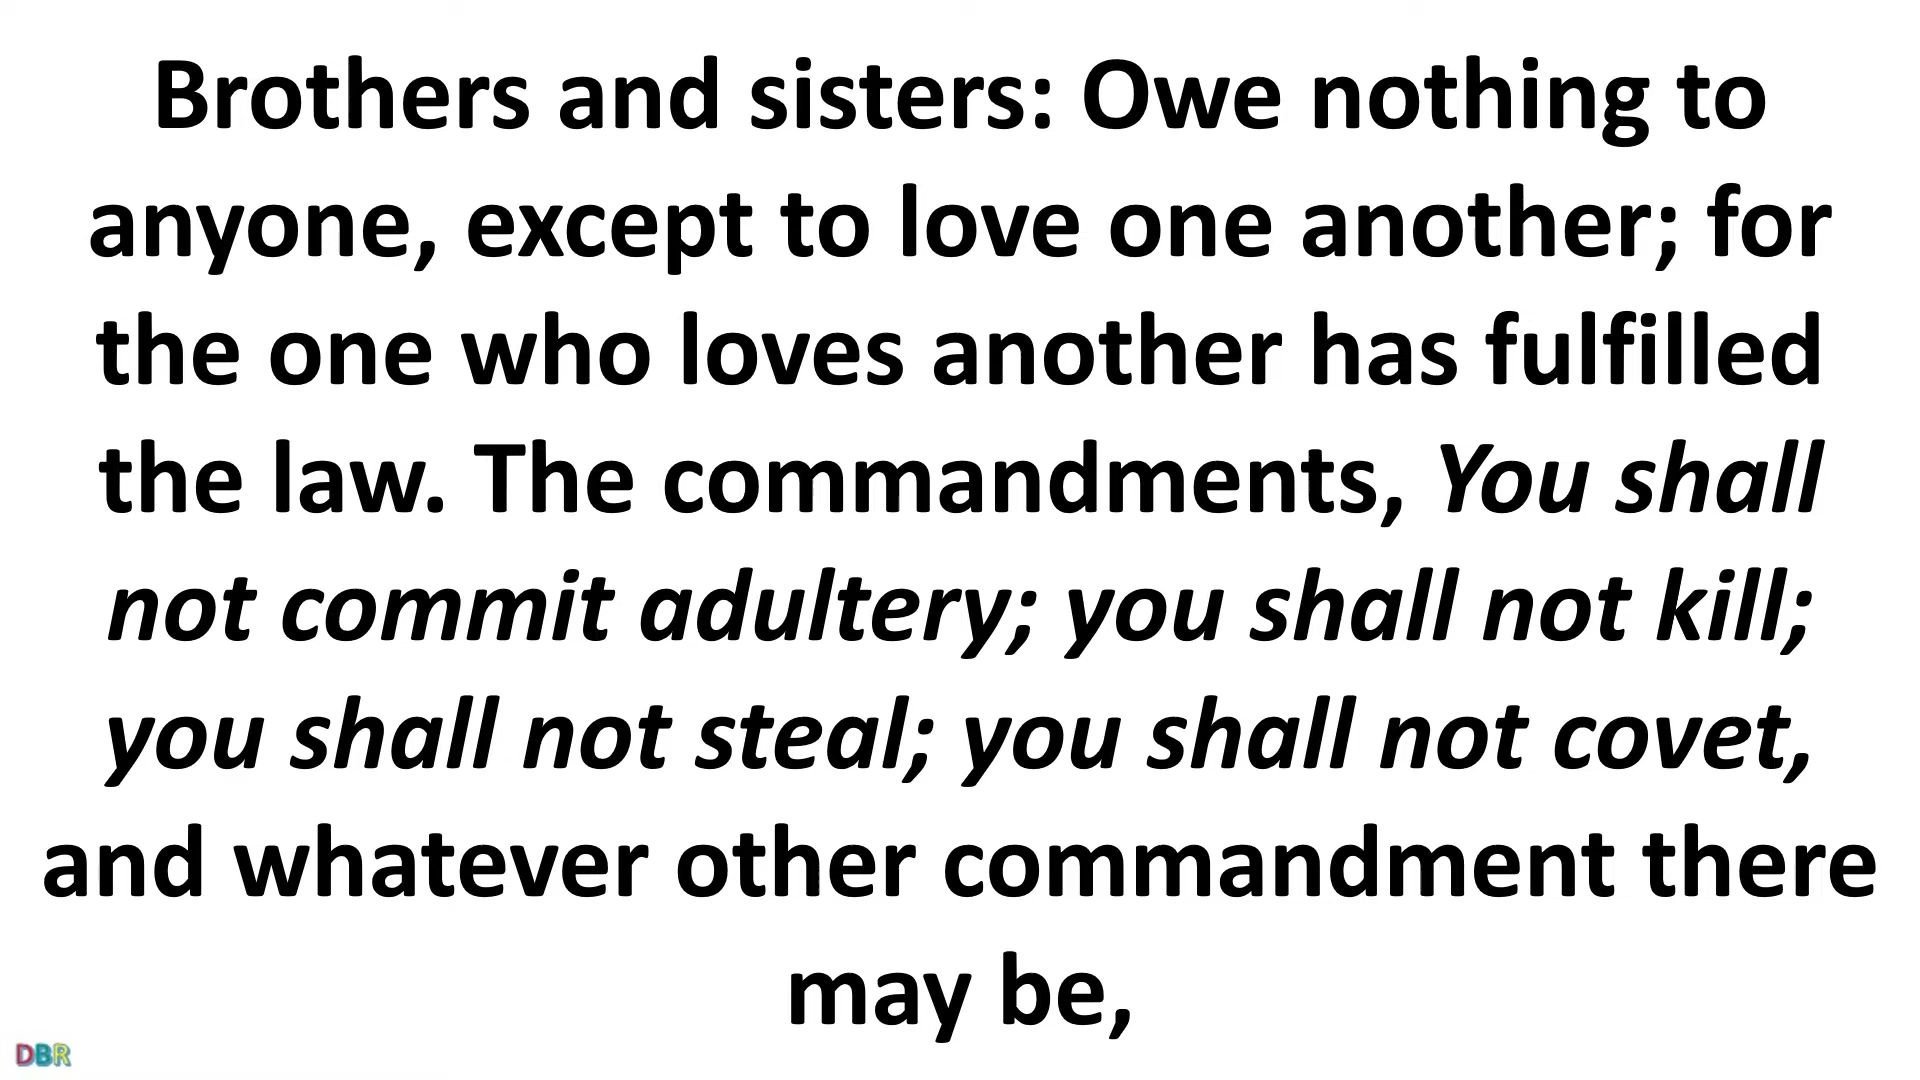 Brothers and sisters: Owe nothing to
anyone, except to love one another; for
the one who loves another has fulfilled
the law. The commandments, You shall
not commit adultery; you shall not kill;
you shall not steal; you shall not covet,
and whatever other commandment there
may be,
DBR